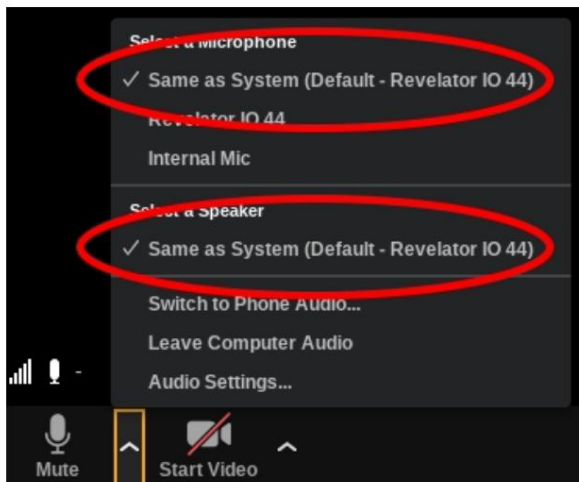 Select a Microphone
✓ Same as System (Default - Revelator IO 44)
Revelator IO 44
Internal Mic
Select a Speaker
✓ Same as System (Default - Revelator IO 44)
Switch to Phone Audio...
Leave Computer Audio
Audio Settings...
-
Mute
Start Video